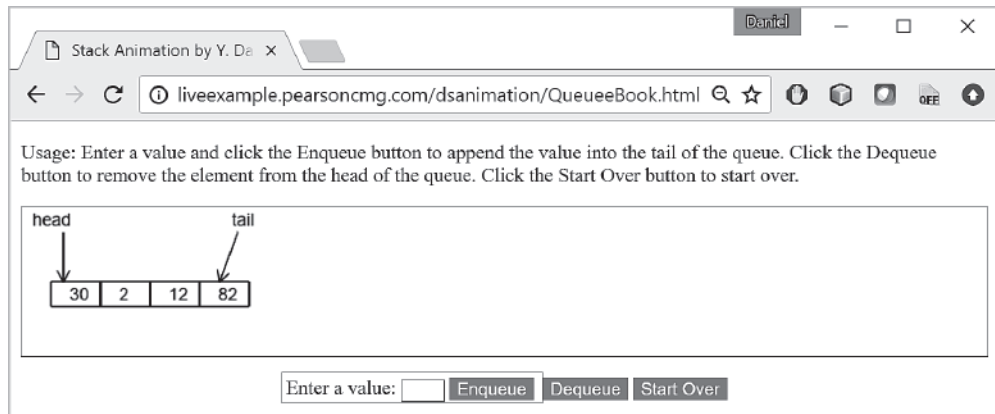 Daniel
Stack Animation by Y. Da
liveexample.pearsoncmg.com/dsanimation/QueueeBook.html
OFF
Usage: Enter a value and click the Enqueue button to append the value into the tail of the queue. Click the Dequeue
button to remove the element from the head of the queue. Click the Start Over button to start over.
head tail
30 2 12 82
Enter a value: Enqueue Dequeue Start Over